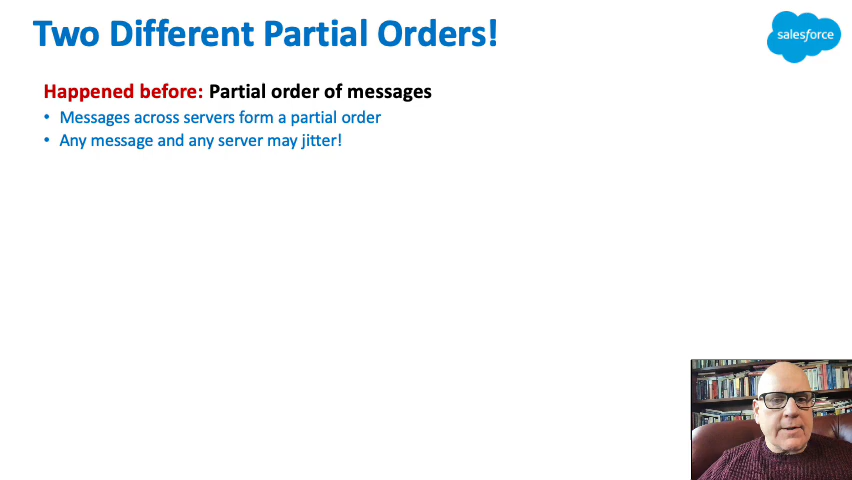 Two Different Partial Orders!
salesforce
Happened before: Partial order of messages
• Messages across servers form a partial order
• Any message and any server may jitter!